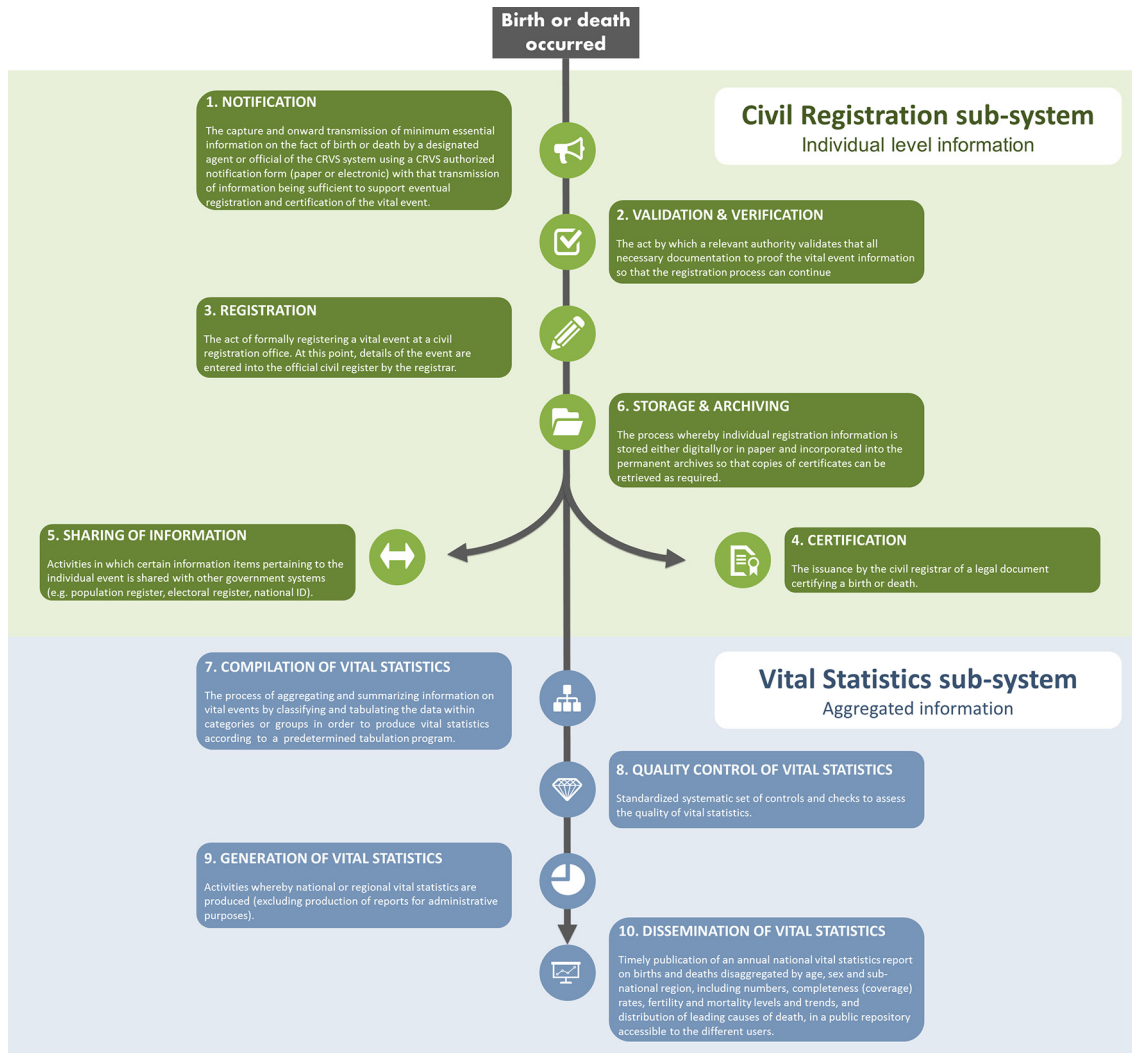 Birth or death
occurred
Civil Registration sub-system
Individual level information
1. NOTIFICATION
The capture and onward transmission of minimum essential
information on the fact of birth or death by a designated
agent or official of the CRVS system using a CRVS authorized
notification form (paper or electronic) with that transmission
of information being sufficient to support eventual
registration and certification of the vital event.
2. VALIDATION & VERIFICATION
The act by which a relevant authority validates that all
necessary documentation to proof the vital event information
so that the registration process can continue
3. REGISTRATION
The act of formally registering a vital event at a civil
registration office. At this point, details of the event are
entered into the official civil register by the registrar.
6. STORAGE & ARCHIVING
The process whereby individual registration information is
stored either digitally or in paper and incorporated into the
permanent archives so that copies of certificates can be
retrieved as required.
5. SHARING OF INFORMATION
Activities in which certain information items pertaining to the
individual event is shared with other government systems
(e.g. population register, electoral register, national ID).
4. CERTIFICATION
The issuance by the civil registrar of a legal document
certifying a birth or death.
Vital Statistics sub-system
Aggregated information
7. COMPILATION OF VITAL STATISTICS
The process of aggregating and summarizing information on
vital events by classifying and tabulating the data within
categories or groups in order to produce vital statistics
according to a predetermined tabulation program.
8. QUALITY CONTROL OF VITAL STATISTICS
Standardized systematic set of controls and checks to assess
the quality of vital statistics.
9. GENERATION OF VITAL STATISTICS
Activities whereby national or regional vital statistics are
produced (excluding production of reports for administrative
purposes).
10. DISSEMINATION OF VITAL STATISTICS
Timely publication of an annual national vital statistics report
on births and deaths disaggregated by age, sex and sub-
national region, including numbers, completeness (coverage)
rates, fertility and mortality levels and trends, and
distribution of leading causes of death, in a public repository
accessible to the different users.